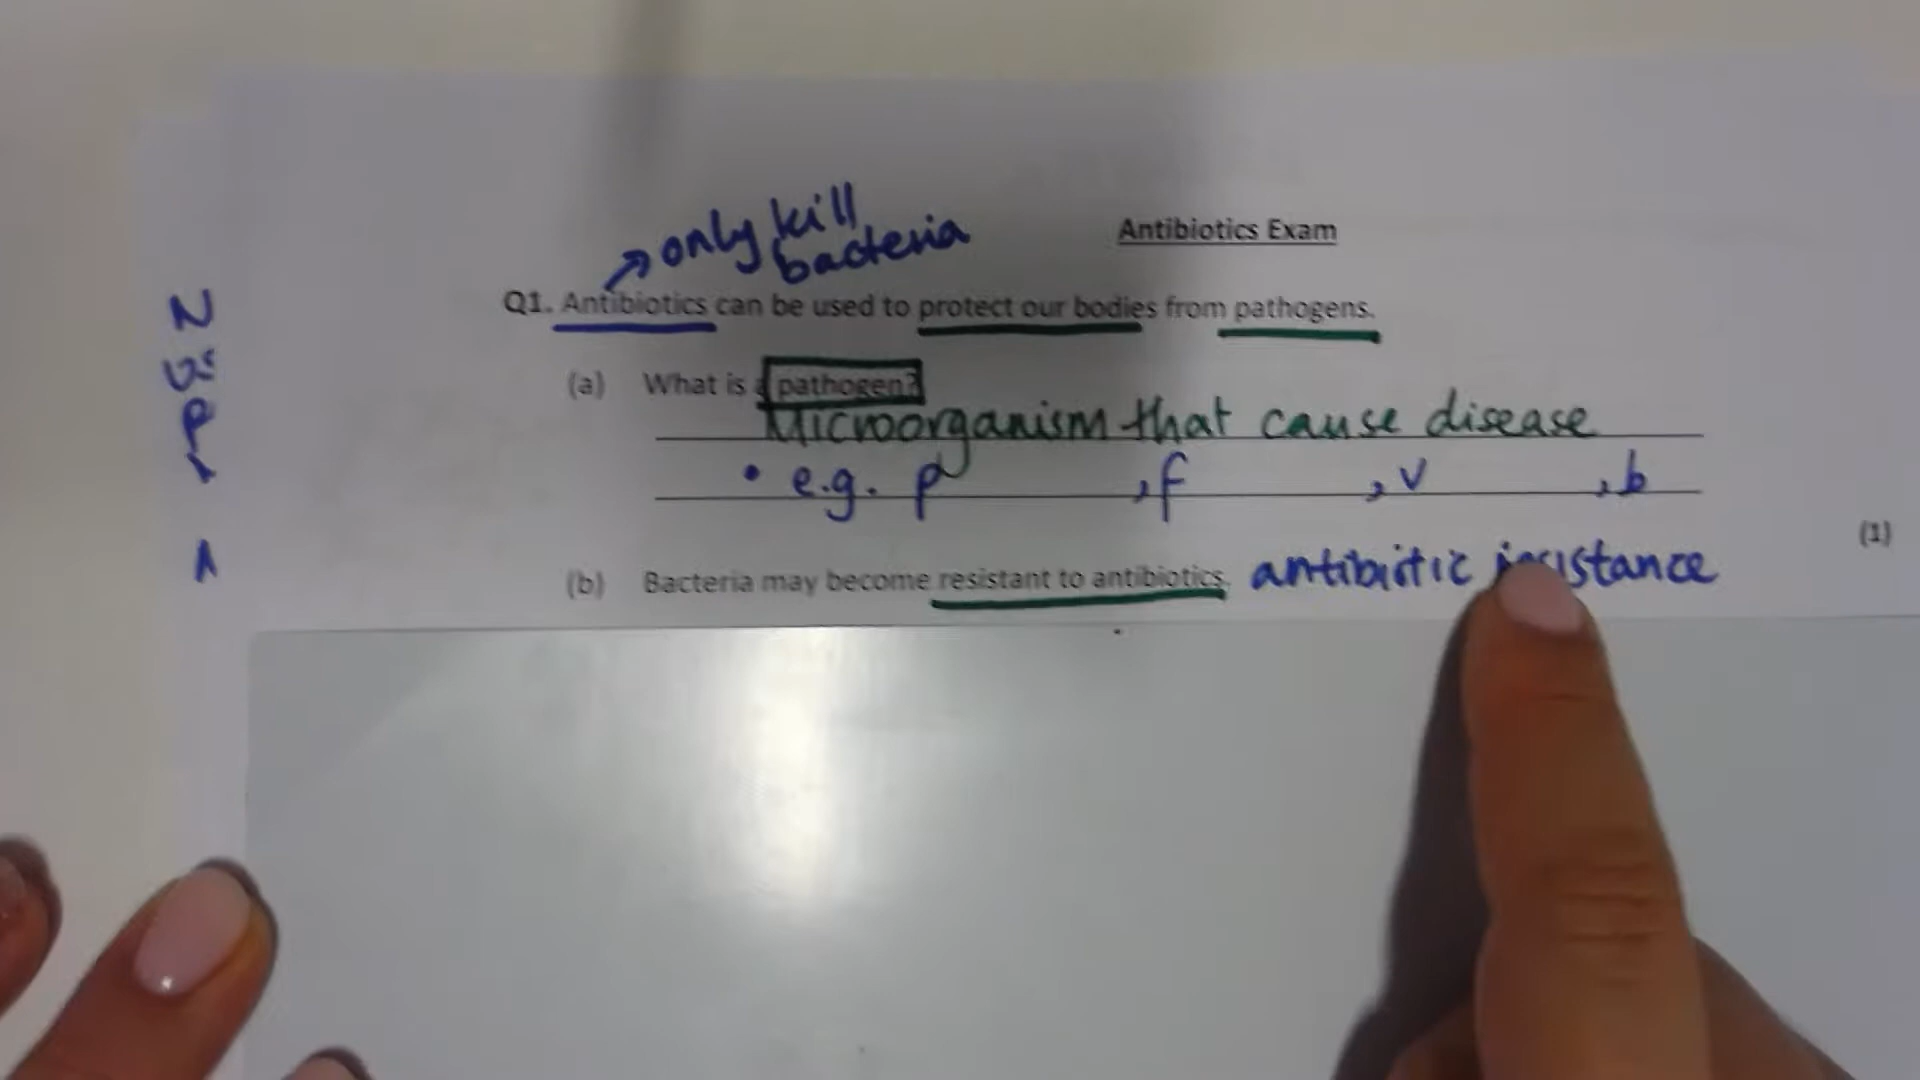 only kill
bacteria
Antibiotics Exam
Q1. Antibiotics can be used to protect our bodies from pathogens.
(a) What is a pathogen?
Microorganism that cause disease
• e.g. p , f , v , b
(1)
(b) Bacteria may become resistant to antibiotics. antibiotic